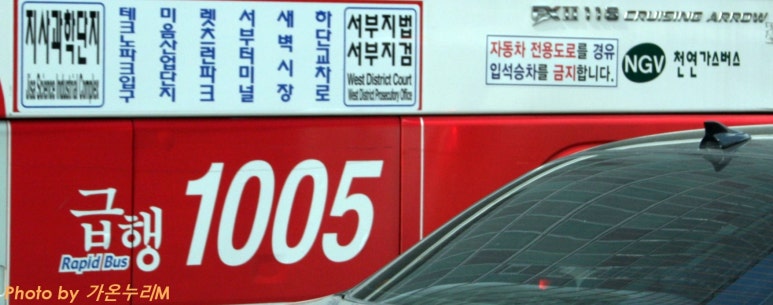 지사과학단지
Jisa Science Industrial Complex
테크노파크입구
미음산업단지
렛츠런파크
서부터미널
새벽시장
하단교차로
서부지법
서부지검
West District Court
West District Prosecutory Office
116 CRUISING ARROW
자동차 전용도로를 경유
입석승차를 금지합니다.
NGV
천연가스버스
급행
Rapid Bus
1005
Photo by 가온누리M